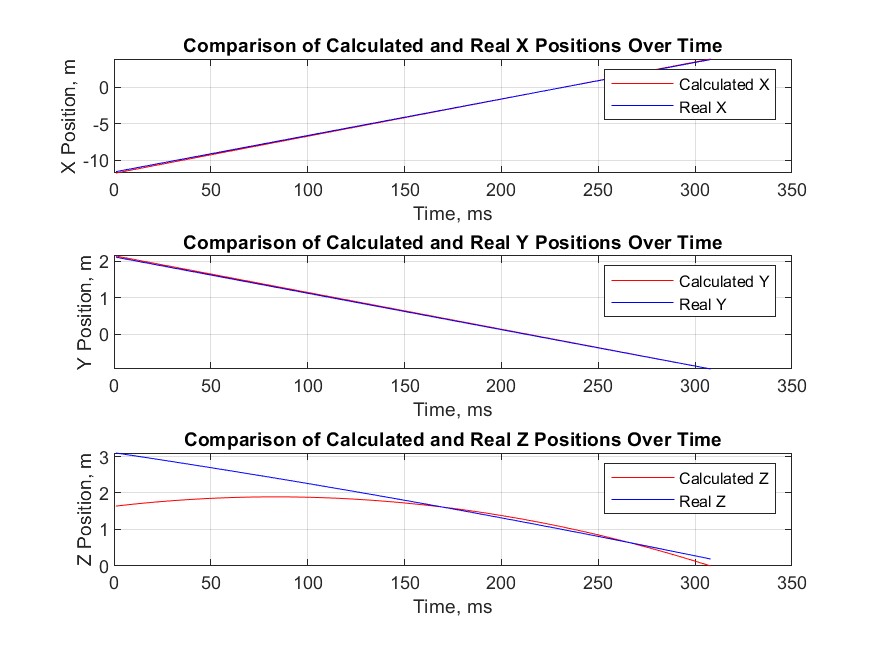 Comparison of Calculated and Real X Positions Over Time
X Position, m
0
-5
-10
Calculated X
Real X
0 50 100 150 200 250 300 350
Time, ms
Comparison of Calculated and Real Y Positions Over Time
Y Position, m
2
1
0
Calculated Y
Real Y
0 50 100 150 200 250 300 350
Time, ms
Comparison of Calculated and Real Z Positions Over Time
Z Position, m
3
2
1
0
Calculated Z
Real Z
0 50 100 150 200 250 300 350
Time, ms